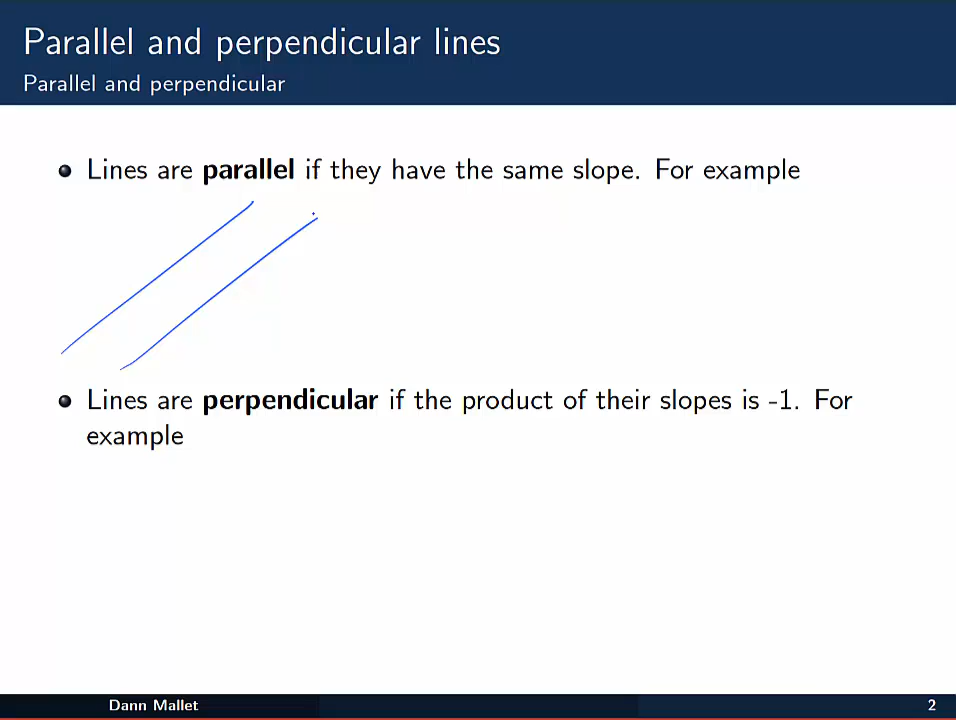 Parallel and perpendicular lines
Parallel and perpendicular
Lines are parallel if they have the same slope. For example
Lines are perpendicular if the product of their slopes is -1. For
example
Dann Mallet
2